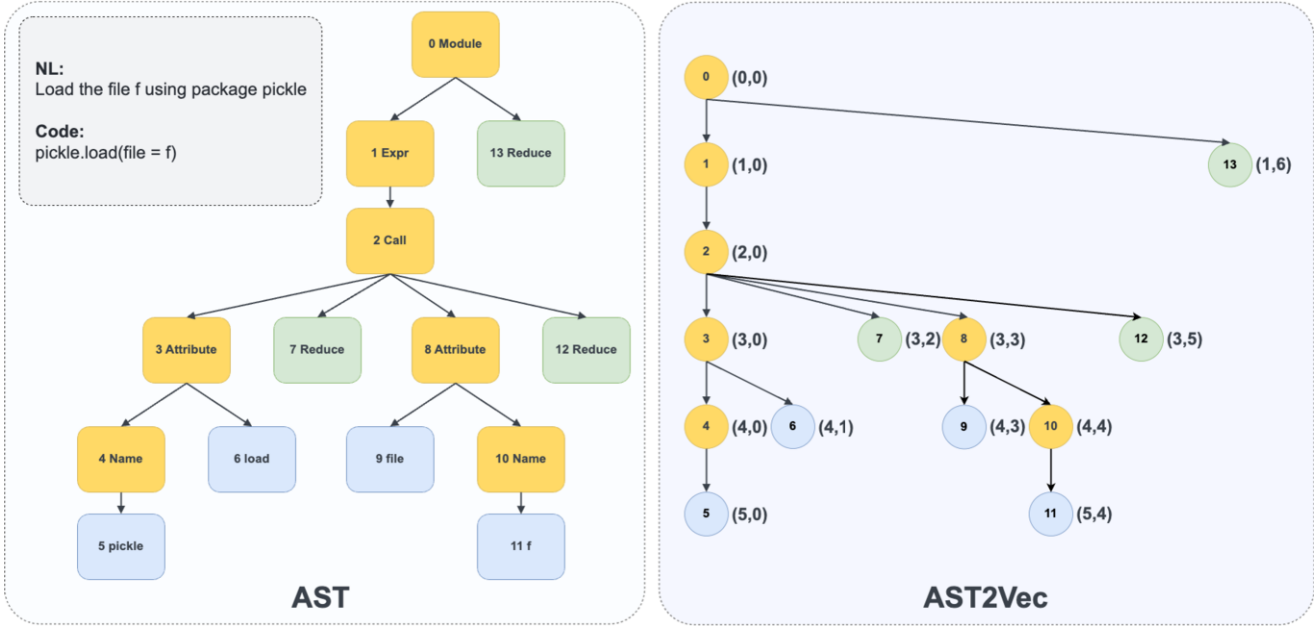 NL:
Load the file f using package pickle
Code:
pickle.load(file = f)
0 Module
1 Expr
13 Reduce
2 Call
3 Attribute
7 Reduce
8 Attribute
12 Reduce
4 Name
6 load
9 file
10 Name
5 pickle
11 f
AST
0 (0,0)
1 (1,0)
13 (1,6)
2 (2,0)
3 (3,0)
7 (3,2)
8 (3,3)
12 (3,5)
4 (4,0)
6 (4,1)
9 (4,3)
10 (4,4)
5 (5,0)
11 (5,4)
AST2Vec